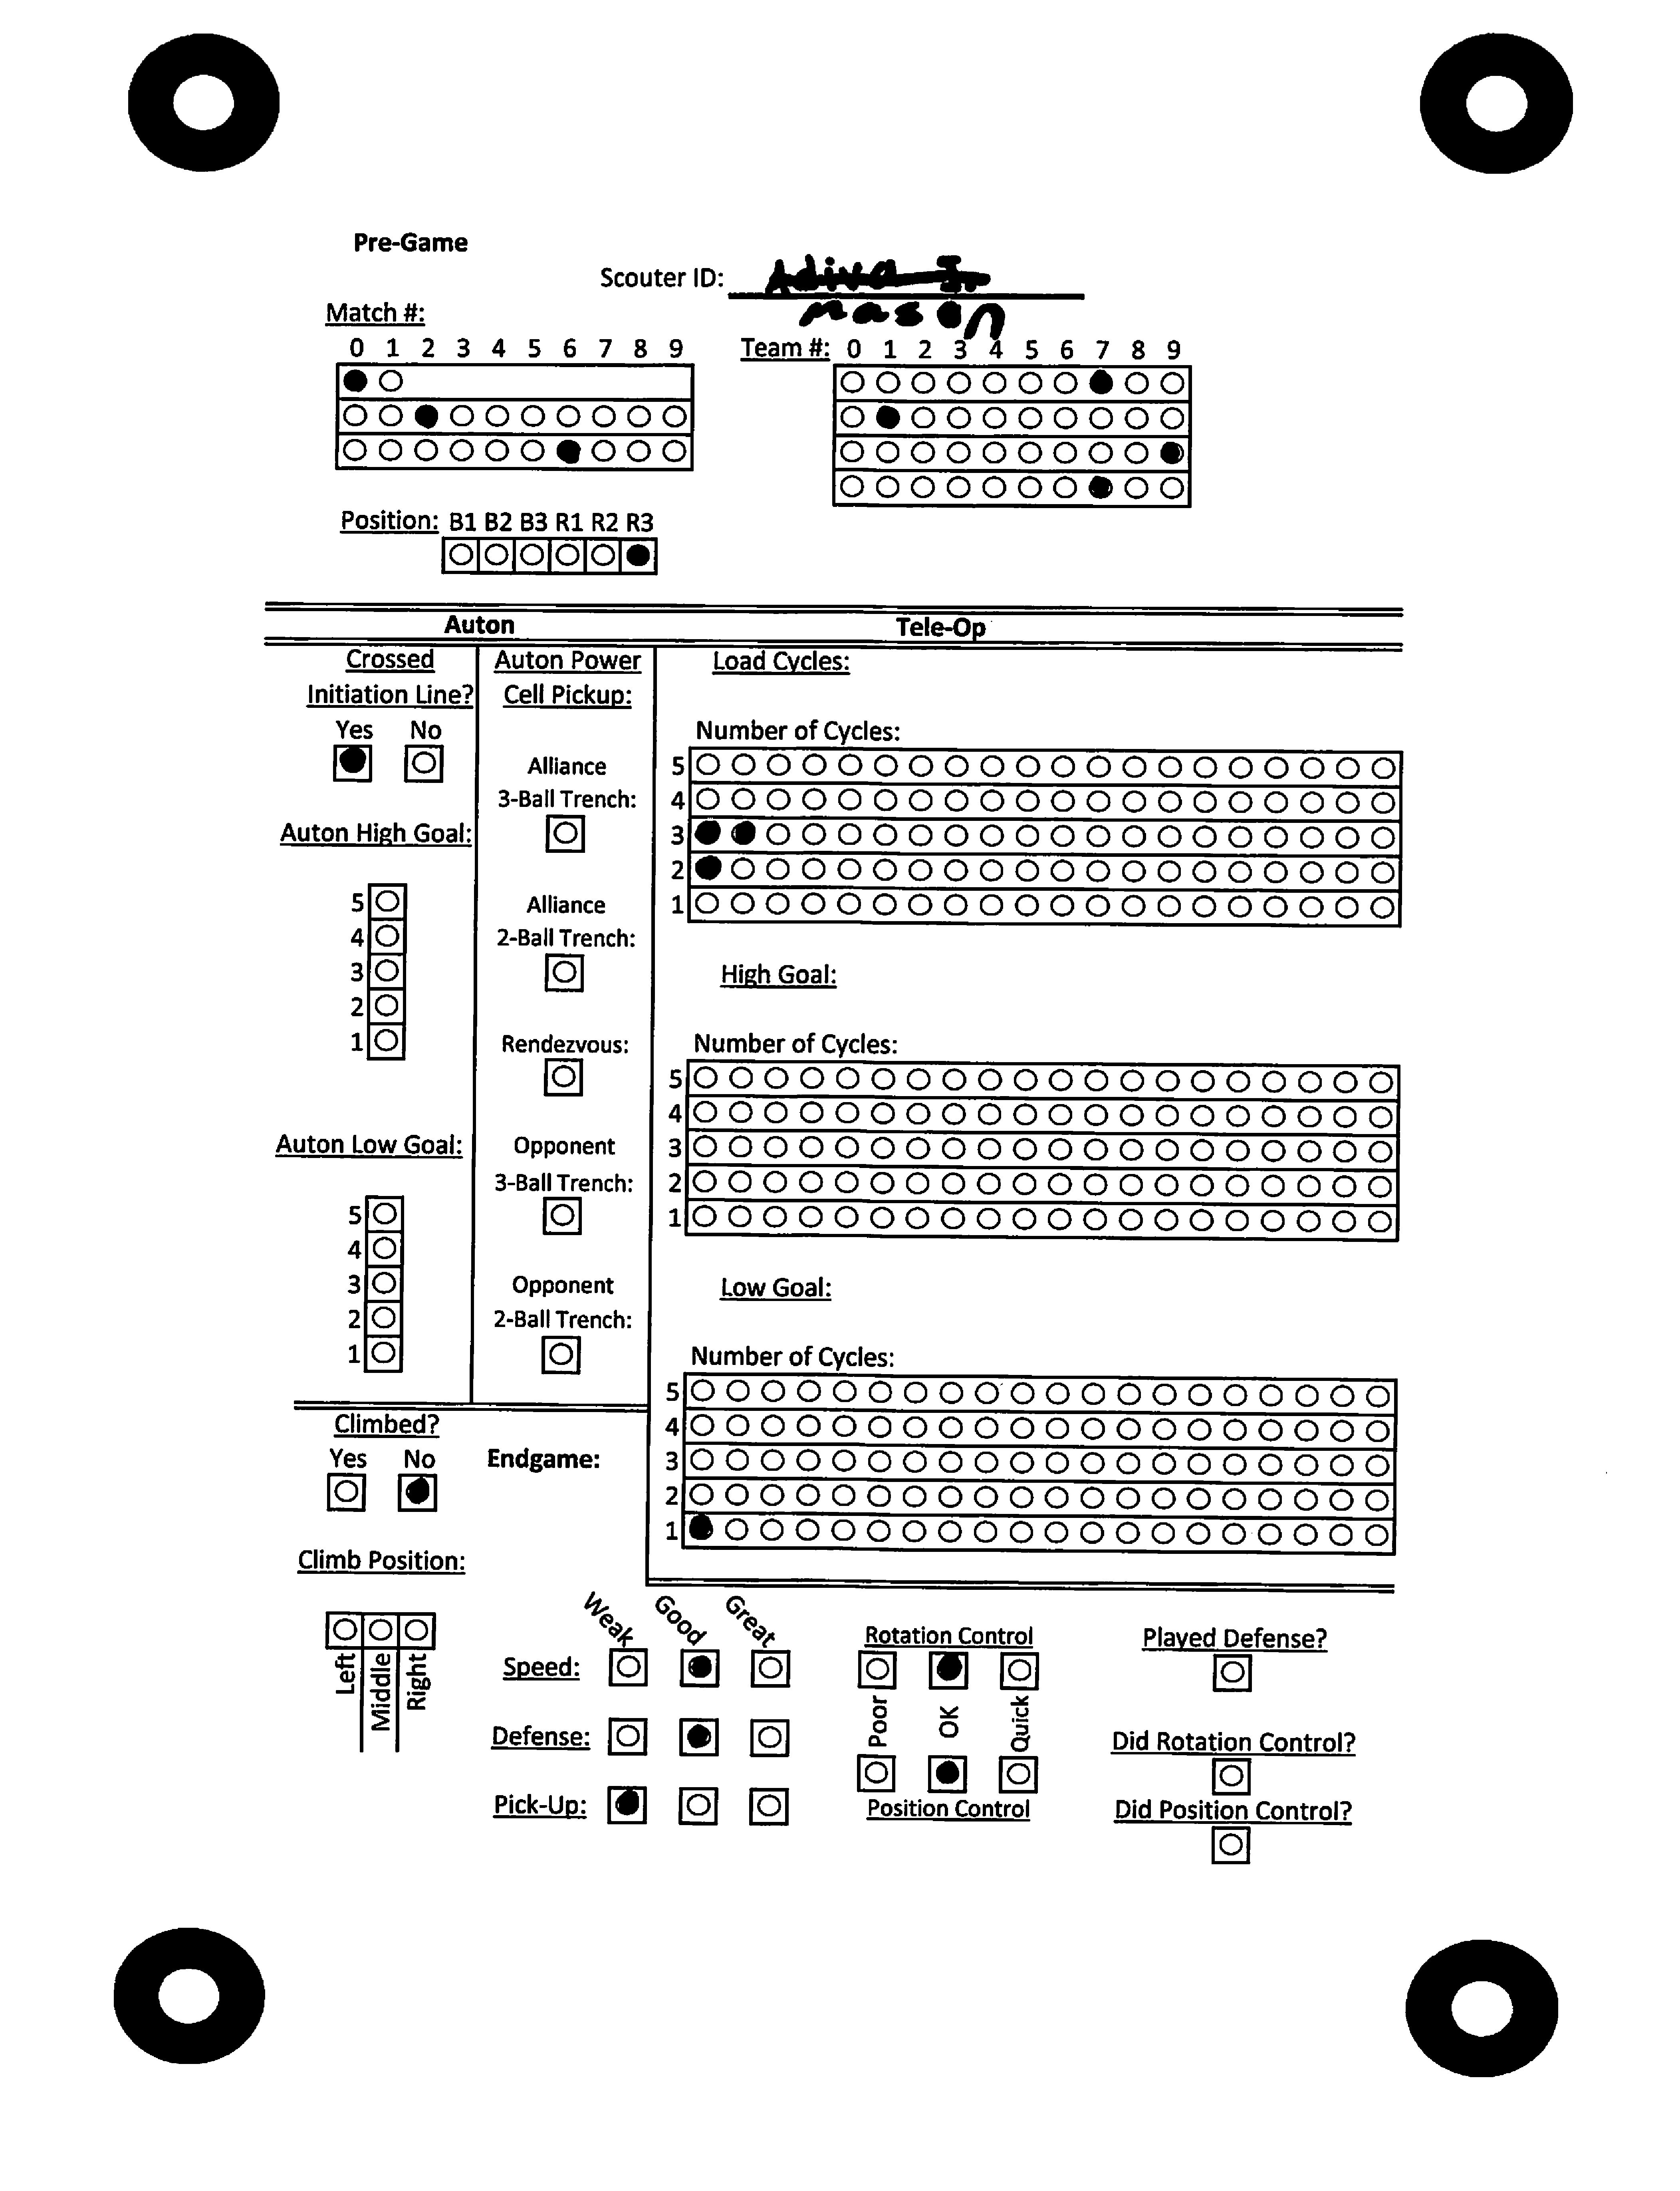 Pre-Game
Scouter ID: Adiva I.
mason
Match #:
0 1 2 3 4 5 6 7 8 9
Team #: 0 1 2 3 4 5 6 7 8 9
Position: B1 B2 B3 R1 R2 R3
Auton
Tele-Op
Crossed
Initiation Line?
Yes No
Auton High Goal:
5
4
3
2
1
Auton Low Goal:
5
4
3
2
1
Auton Power
Cell Pickup:
Alliance
3-Ball Trench:
Alliance
2-Ball Trench:
Rendezvous:
Opponent
3-Ball Trench:
Opponent
2-Ball Trench:
Load Cycles:
Number of Cycles:
5
4
3
2
1
High Goal:
Number of Cycles:
5
4
3
2
1
Low Goal:
Number of Cycles:
5
4
3
2
1
Climbed?
Yes No
Endgame:
Climb Position:
Left
Middle
Right
Weak Good Great
Speed:
Defense:
Pick-Up:
Rotation Control
Poor OK Quick
Position Control
Played Defense?
Did Rotation Control?
Did Position Control?